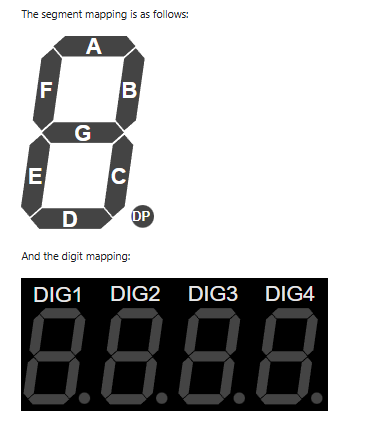 The segment mapping is as follows:
A
F B
G
E C
D DP
And the digit mapping:
DIG1 DIG2 DIG3 DIG4